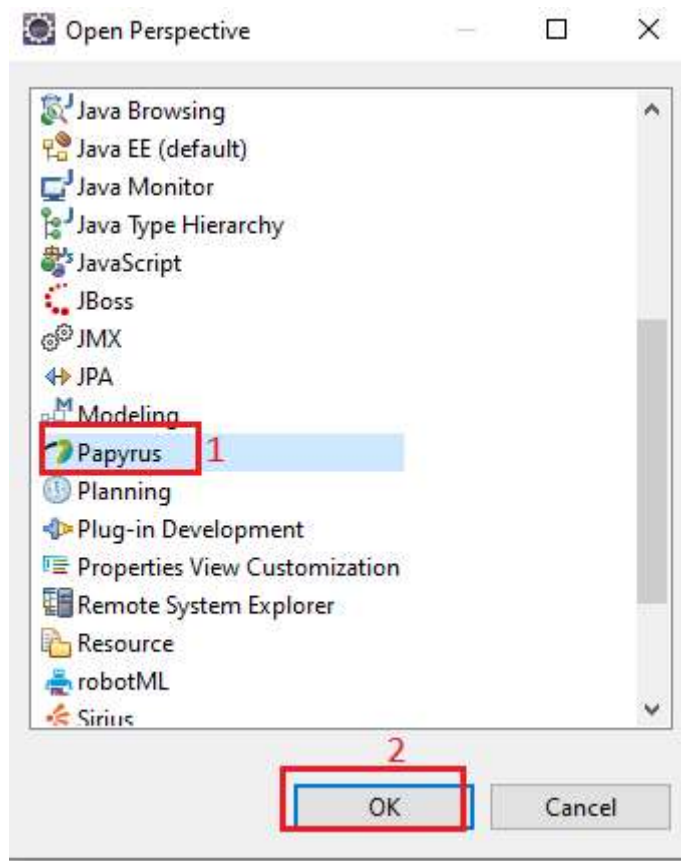 Open Perspective
Java Browsing
Java EE (default)
Java Monitor
Java Type Hierarchy
JavaScript
JBoss
JMX
JPA
Modeling
Papyrus 1
Planning
Plug-in Development
Properties View Customization
Remote System Explorer
Resource
robotML
Sirius
2
OK Cancel